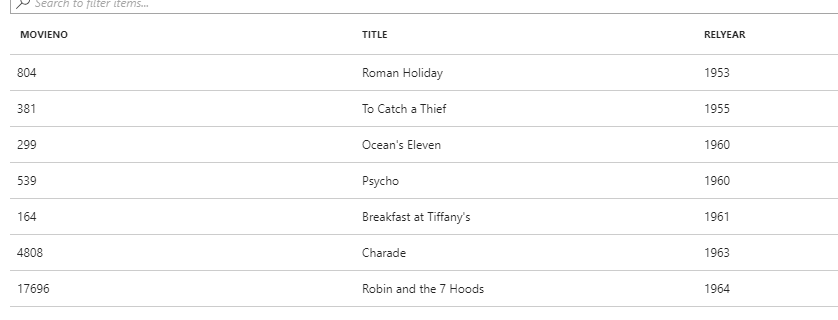 Search to filter items...
MOVIENO TITLE RELYEAR
804 Roman Holiday 1953
381 To Catch a Thief 1955
299 Ocean's Eleven 1960
539 Psycho 1960
164 Breakfast at Tiffany's 1961
4808 Charade 1963
17696 Robin and the 7 Hoods 1964